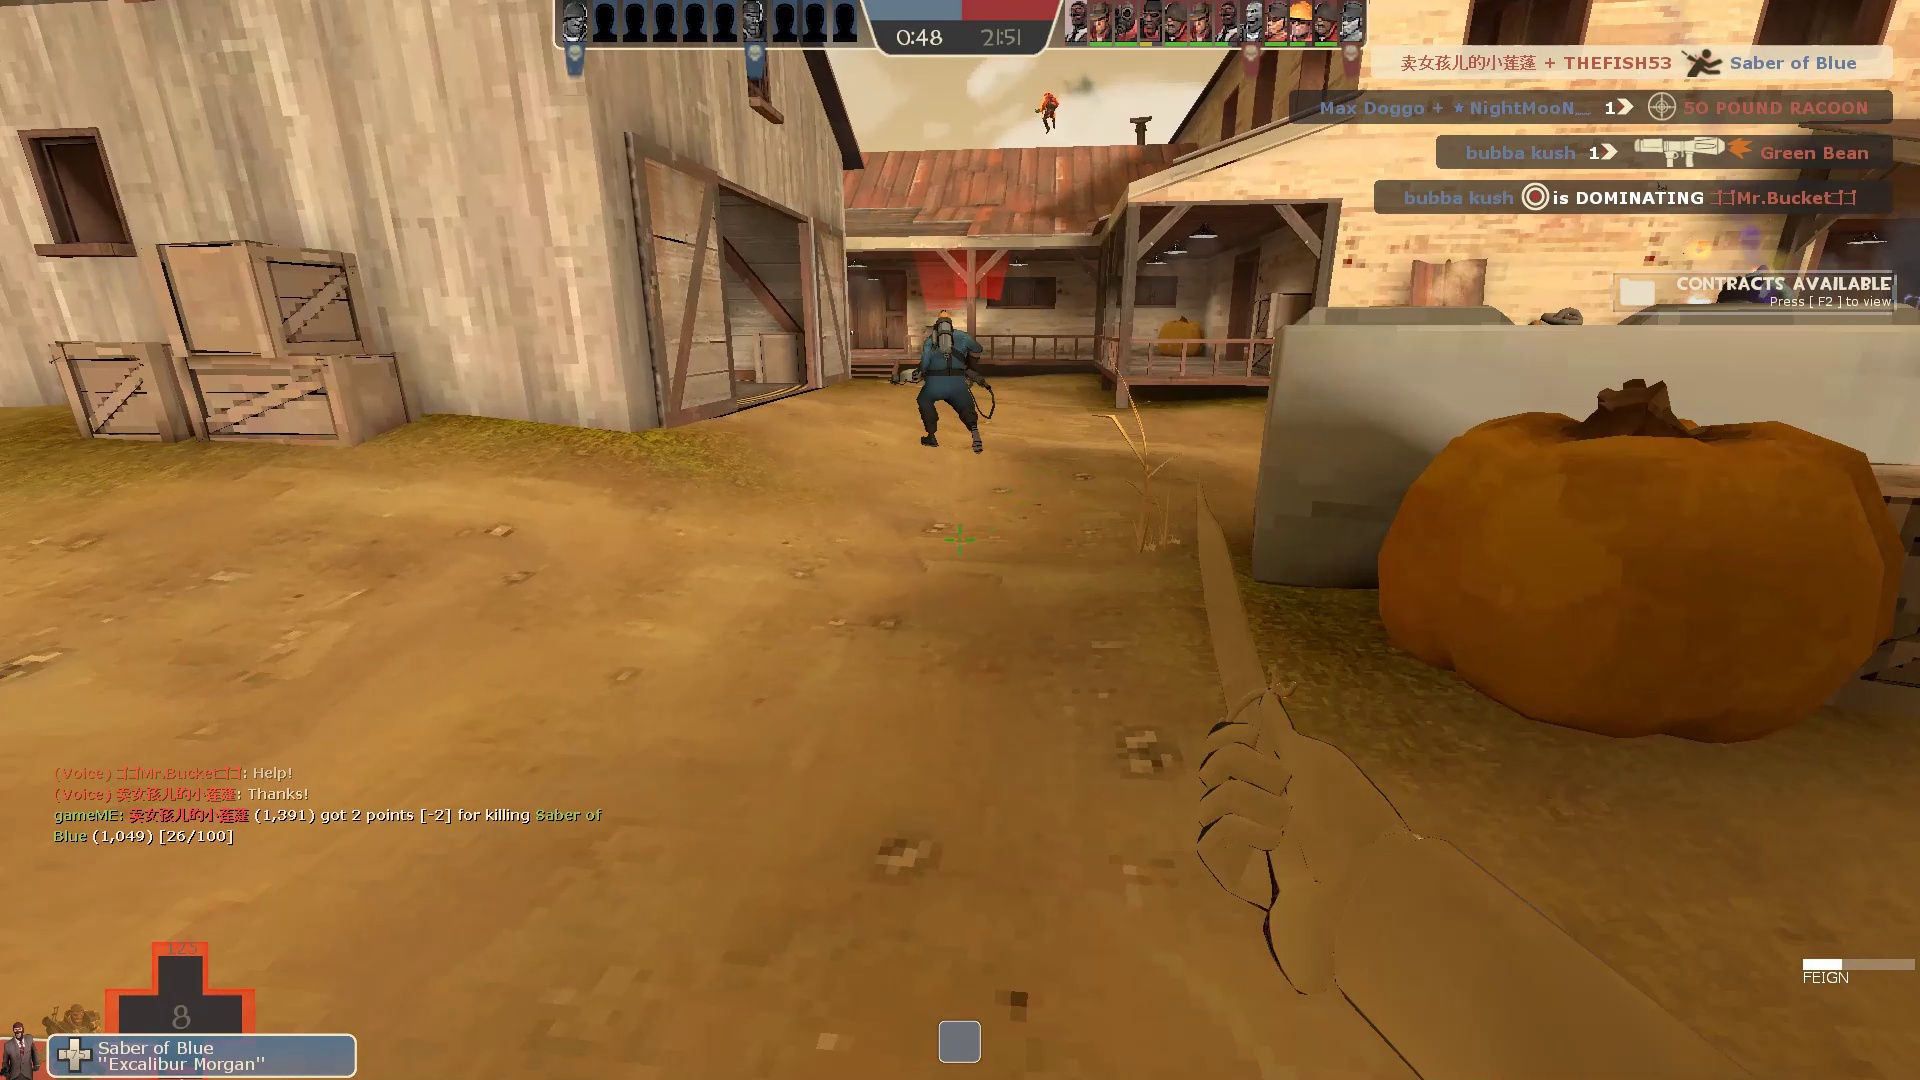 0:48 21:51
卖女孩儿的小莲蓬 + THEFISH53 Saber of Blue
Max Doggo + ★ NightMooN 1 50 POUND RACOON
bubba kush 1 Green Bean
bubba kush is DOMINATING Mr.Bucket
CONTRACTS AVAILABLE
Press [ F2 ] to view
(Voice) Mr.Bucket: Help!
(Voice) 卖女孩儿的小莲蓬: Thanks!
gameME: 卖女孩儿的小莲蓬 (1,391) got 2 points [-2] for killing Saber of
Blue (1,049) [26/100]
125
8
FEIGN
175
Saber of Blue
"Excalibur Morgan"